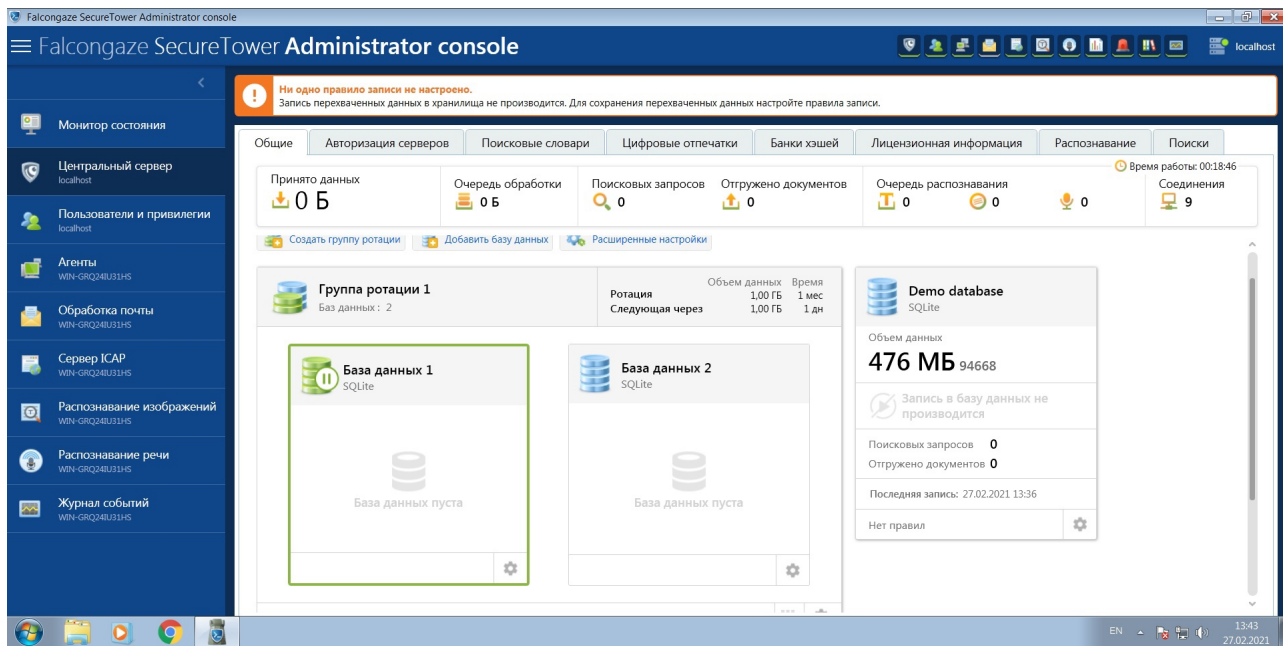 Falcongaze SecureTower Administrator console
Falcongaze SecureTower Administrator console
localhost
Ни одно правило записи не настроено.
Запись перехваченных данных в хранилища не производится. Для сохранения перехваченных данных настройте правила записи.
Монитор состояния
Центральный сервер
localhost
Пользователи и привилегии
localhost
Агенты
WIN-GRQ24IU31HS
Обработка почты
WIN-GRQ24IU31HS
Сервер ICAP
WIN-GRQ24IU31HS
Распознавание изображений
WIN-GRQ24IU31HS
Распознавание речи
WIN-GRQ24IU31HS
Журнал событий
WIN-GRQ24IU31HS
Общие Авторизация серверов Поисковые словари Цифровые отпечатки Банки хэшей Лицензионная информация Распознавание Поиски
Время работы: 00:18:46
Принято данных Очередь обработки Поисковых запросов Отгружено документов Очередь распознавания Соединения
0 Б 0 Б 0 0 0 0 0 9
Создать группу ротации Добавить базу данных Расширенные настройки
Группа ротации 1
Баз данных : 2
Объем данных Время
Ротация 1,00 ГБ 1 мес
Следующая через 1,00 ГБ 1 дн
База данных 1
SQLite
База данных пуста
База данных 2
SQLite
База данных пуста
Demo database
SQLite
Объем данных
476 МБ 94668
Запись в базу данных не
производится
Поисковых запросов 0
Отгружено документов 0
Последняя запись: 27.02.2021 13:36
Нет правил
EN
13:43
27.02.2021